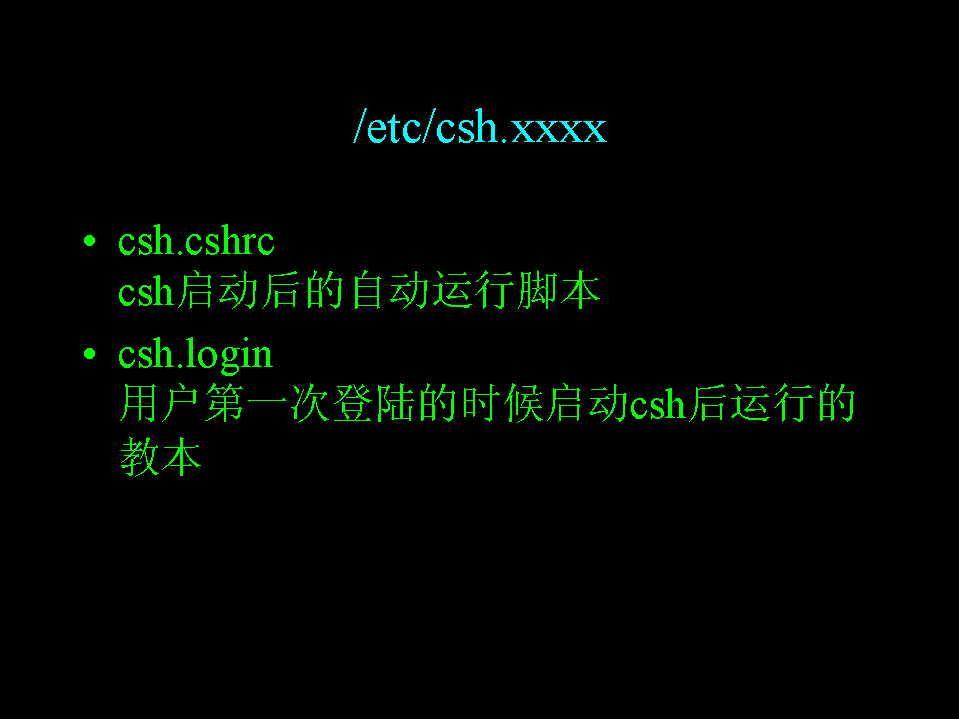 /etc/csh.xxxx
• csh.cshrc
csh启动后的自动运行脚本
• csh.login
用户第一次登陆的时候启动csh后运行的
教本